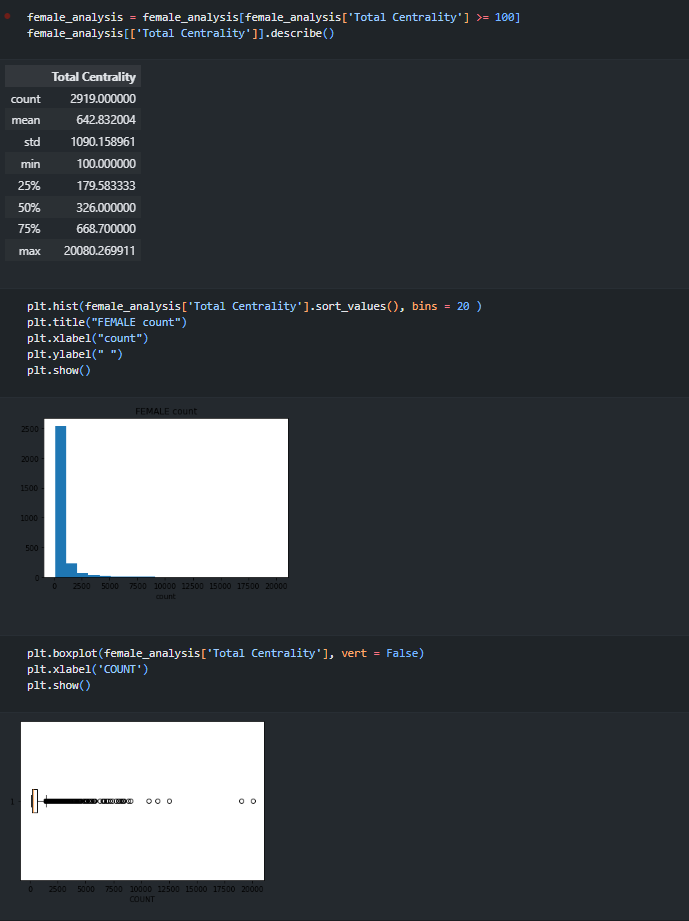 female_analysis = female_analysis[female_analysis['Total Centrality'] >= 100]
female_analysis[['Total Centrality']].describe()
Total Centrality
count 2919.000000
mean 642.832004
std 1090.158961
min 100.000000
25% 179.583333
50% 326.000000
75% 668.700000
max 20080.269911
plt.hist(female_analysis['Total Centrality'].sort_values(), bins = 20 )
plt.title("FEMALE count")
plt.xlabel("count")
plt.ylabel(" ")
plt.show()
FEMALE count
2500
2000
1500
1000
500
0
0 2500 5000 7500 10000 12500 15000 17500 20000
count
plt.boxplot(female_analysis['Total Centrality'], vert = False)
plt.xlabel('COUNT')
plt.show()
1
0 2500 5000 7500 10000 12500 15000 17500 20000
COUNT